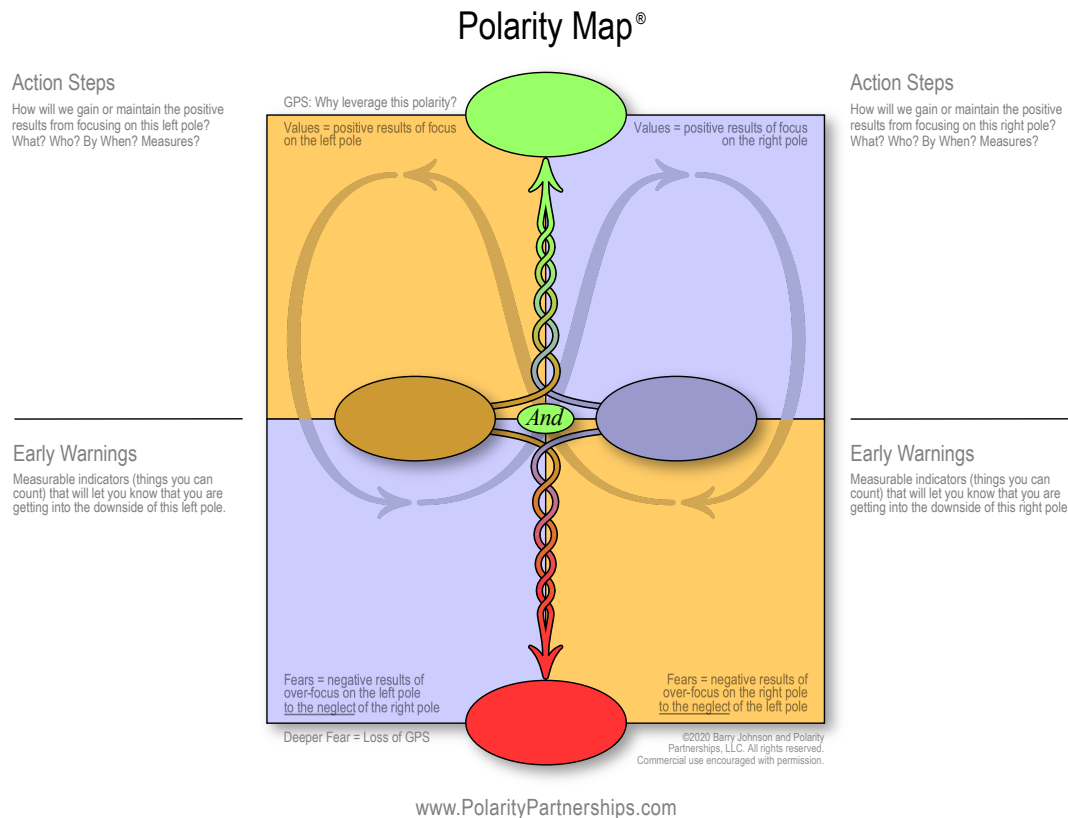 Polarity Map®
Action Steps
How will we gain or maintain the positive
results from focusing on this left pole?
What? Who? By When? Measures?
GPS: Why leverage this polarity?
Values = positive results of focus
on the left pole
Values = positive results of focus
on the right pole
Action Steps
How will we gain or maintain the positive
results from focusing on this right pole?
What? Who? By When? Measures?
And
Early Warnings
Measurable indicators (things you can
count) that will let you know that you are
getting into the downside of this left pole.
Early Warnings
Measurable indicators (things you can
count) that will let you know that you are
getting into the downside of this right pole
Fears = negative results of
over-focus on the left pole
to the neglect of the right pole
Fears = negative results of
over-focus on the right pole
to the neglect of the left pole
Deeper Fear = Loss of GPS
©2020 Barry Johnson and Polarity
Partnerships, LLC. All rights reserved.
Commercial use encouraged with permission.
www.PolarityPartnerships.com